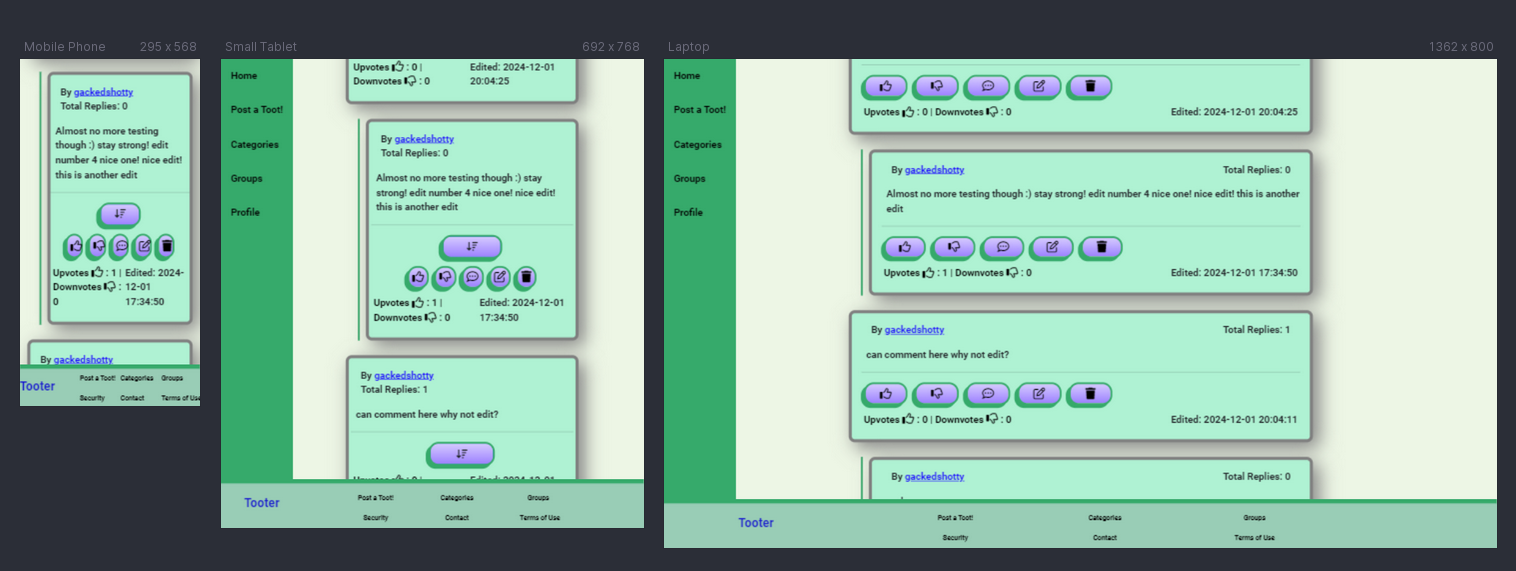 Mobile Phone 295 x 568
By gackedshotty
Total Replies: 0
Almost no more testing
though :) stay strong! edit
number 4 nice one! nice edit!
this is another edit
Upvotes : 1 | Edited: 2024-
Downvotes : 12-01
0 17:34:50
By gackedshotty
Tooter
Post a Toot! Categories Groups
Security Contact Terms of Use
Small Tablet 692 x 768
Home
Post a Toot!
Categories
Groups
Profile
Upvotes : 0 | Edited: 2024-12-01
Downvotes : 0 20:04:25
By gackedshotty
Total Replies: 0
Almost no more testing though :) stay
strong! edit number 4 nice one! nice edit!
this is another edit
Upvotes : 1 | Edited: 2024-12-01
Downvotes : 0 17:34:50
By gackedshotty
Total Replies: 1
can comment here why not edit?
Upvotes : 0 | Edited: 2024-12-01
Tooter
Post a Toot! Categories Groups
Security Contact Terms of Use
Laptop 1362 x 800
Home
Post a Toot!
Categories
Groups
Profile
Upvotes : 0 | Downvotes : 0 Edited: 2024-12-01 20:04:25
By gackedshotty Total Replies: 0
Almost no more testing though :) stay strong! edit number 4 nice one! nice edit! this is another
edit
Upvotes : 1 | Downvotes : 0 Edited: 2024-12-01 17:34:50
By gackedshotty Total Replies: 1
can comment here why not edit?
Upvotes : 0 | Downvotes : 0 Edited: 2024-12-01 20:04:11
By gackedshotty Total Replies: 0
Tooter
Post a Toot! Categories Groups
Security Contact Terms of Use